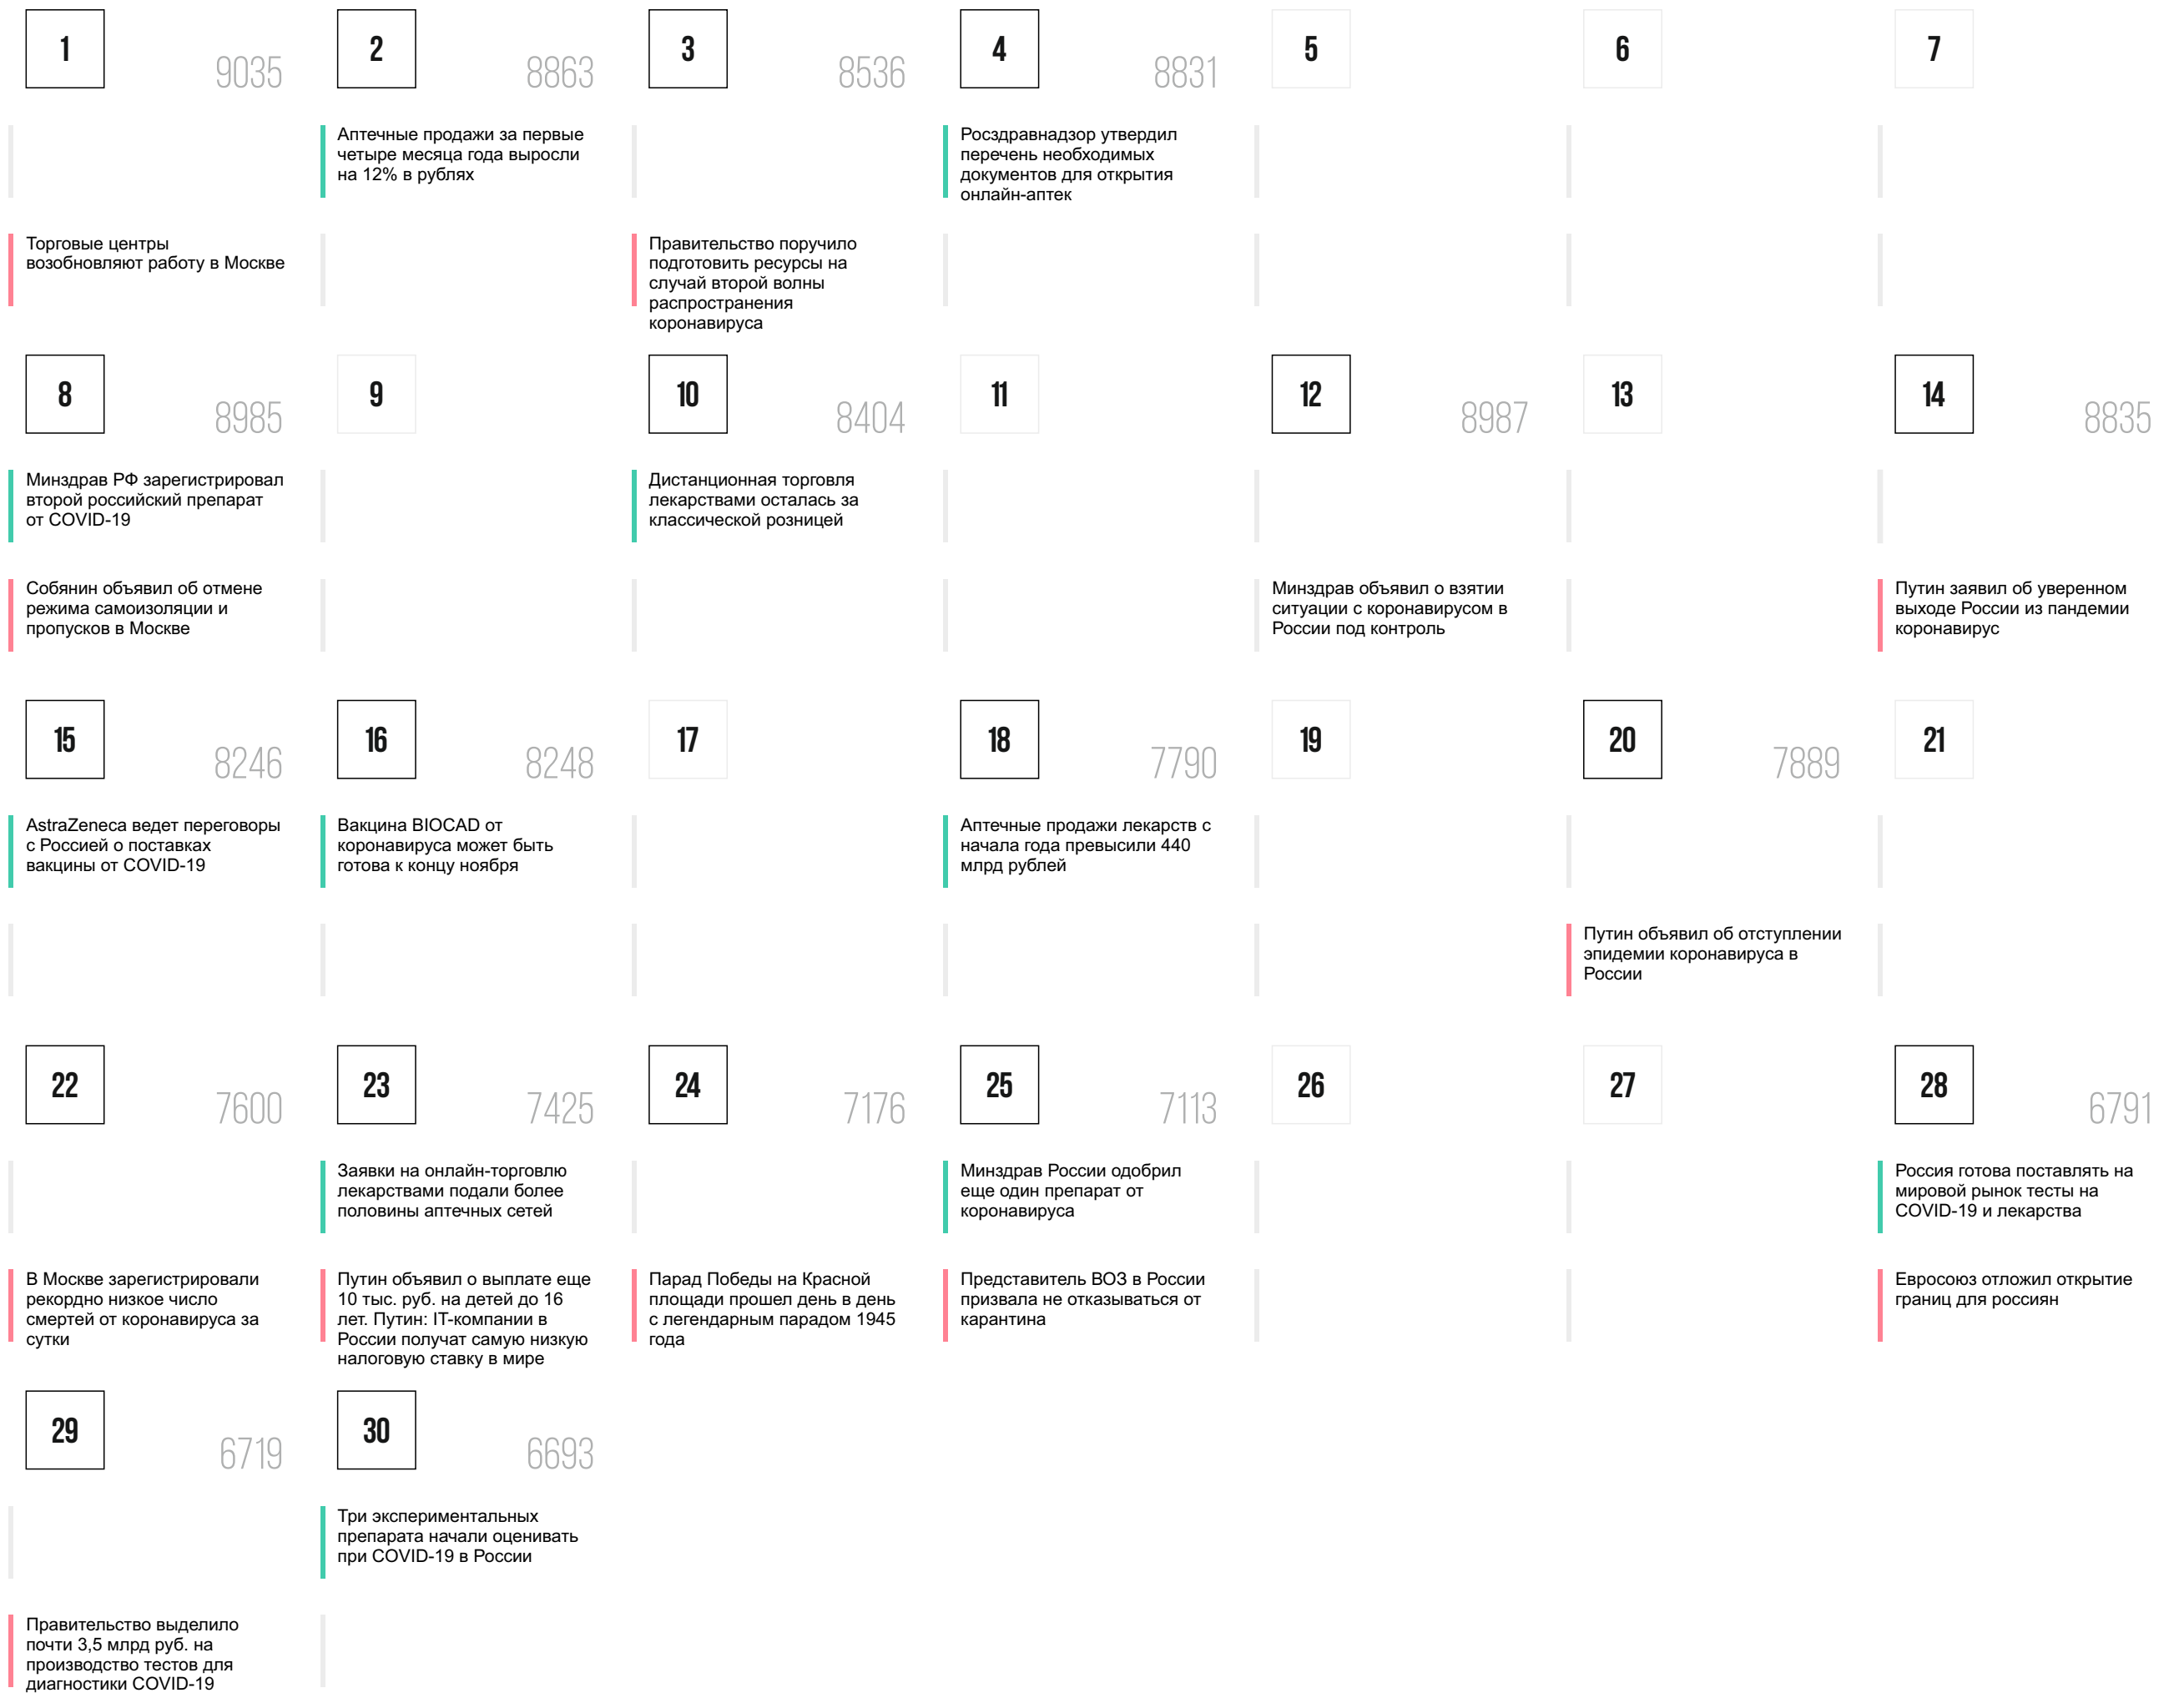 1
9035
Торговые центры
возобновляют работу в Москве
2
8863
Аптечные продажи за первые
четыре месяца года выросли
на 12% в рублях
3
8536
Правительство поручило
подготовить ресурсы на
случай второй волны
распространения
коронавируса
4
8831
Росздравнадзор утвердил
перечень необходимых
документов для открытия
онлайн-аптек
5
6
7
8
8985
Минздрав РФ зарегистрировал
второй российский препарат
от COVID-19
Собянин объявил об отмене
режима самоизоляции и
пропусков в Москве
9
10
8404
Дистанционная торговля
лекарствами осталась за
классической розницей
11
12
8987
Минздрав объявил о взятии
ситуации с коронавирусом в
России под контроль
13
14
8835
Путин заявил об уверенном
выходе России из пандемии
коронавирус
15
8246
AstraZeneca ведет переговоры
с Россией о поставках
вакцины от COVID-19
16
8248
Вакцина BIOCAD от
коронавируса может быть
готова к концу ноября
17
18
7790
Аптечные продажи лекарств с
начала года превысили 440
млрд рублей
19
20
7889
Путин объявил об отступлении
эпидемии коронавируса в
России
21
22
7600
В Москве зарегистрировали
рекордно низкое число
смертей от коронавируса за
сутки
23
7425
Заявки на онлайн-торговлю
лекарствами подали более
половины аптечных сетей
Путин объявил о выплате еще
10 тыс. руб. на детей до 16
лет. Путин: IT-компании в
России получат самую низкую
налоговую ставку в мире
24
7176
Парад Победы на Красной
площади прошел день в день
с легендарным парадом 1945
года
25
7113
Минздрав России одобрил
еще один препарат от
коронавируса
Представитель ВОЗ в России
призвала не отказываться от
карантина
26
27
28
6791
Россия готова поставлять на
мировой рынок тесты на
COVID-19 и лекарства
Евросоюз отложил открытие
границ для россиян
29
6719
Правительство выделило
почти 3,5 млрд руб. на
производство тестов для
диагностики COVID-19
30
6693
Три экспериментальных
препарата начали оценивать
при COVID-19 в России